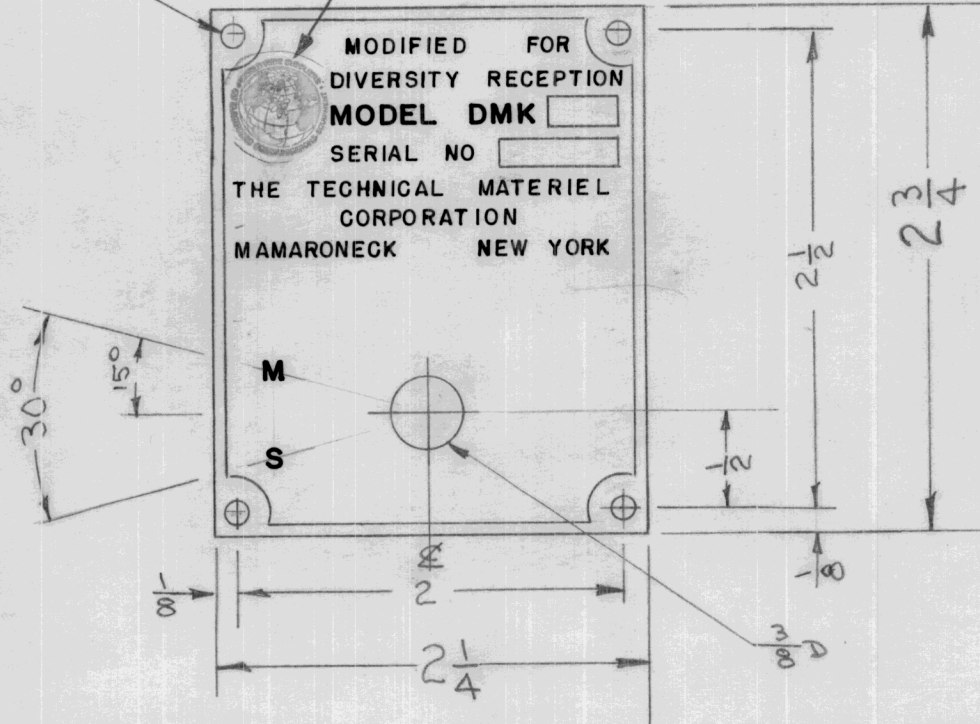 MODIFIED FOR
DIVERSITY RECEPTION
MODEL DMK
SERIAL NO
THE TECHNICAL MATERIEL
CORPORATION
MAMARONECK NEW YORK
M
S
30°
15°
2 3/4
2 1/2
1/2
1/8
1/8
℄
2
2 1/4
3/8 D